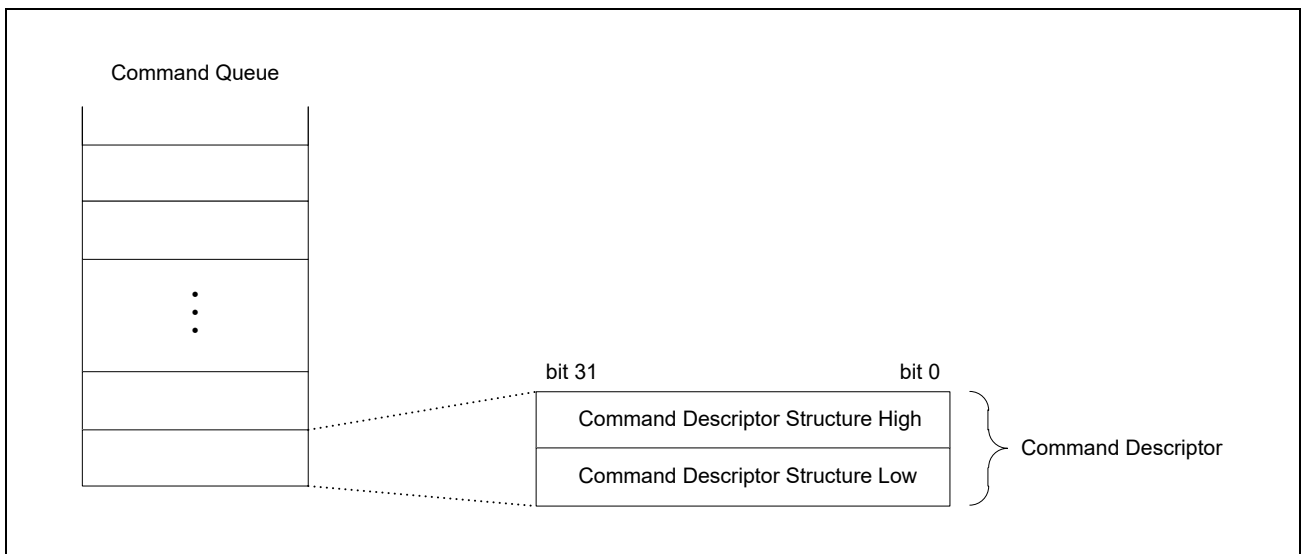 Command Queue
bit 31
bit 0
Command Descriptor Structure High
Command Descriptor Structure Low
Command Descriptor